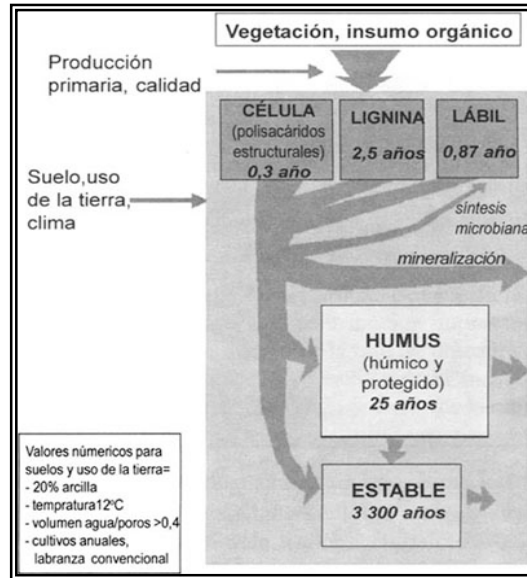 Vegetación, insumo orgánico
Producción
primaria, calidad
CÉLULA
(polisacáridos
estructurales)
0.3 año
LIGNINA
2,5 años
LÁBIL
0,87 año
Suelo,uso
de la tierra,
clima
síntesis
microbiana
mineralización
HUMUS
(húmico y
protegido)
25 años
ESTABLE
3 300 años
Valores númericos para
suelos y uso de la tierra=
- 20% arcilla
- tempratura12ºC
- volumen agua/poros >0,4
- cultivos anuales,
labranza convencional